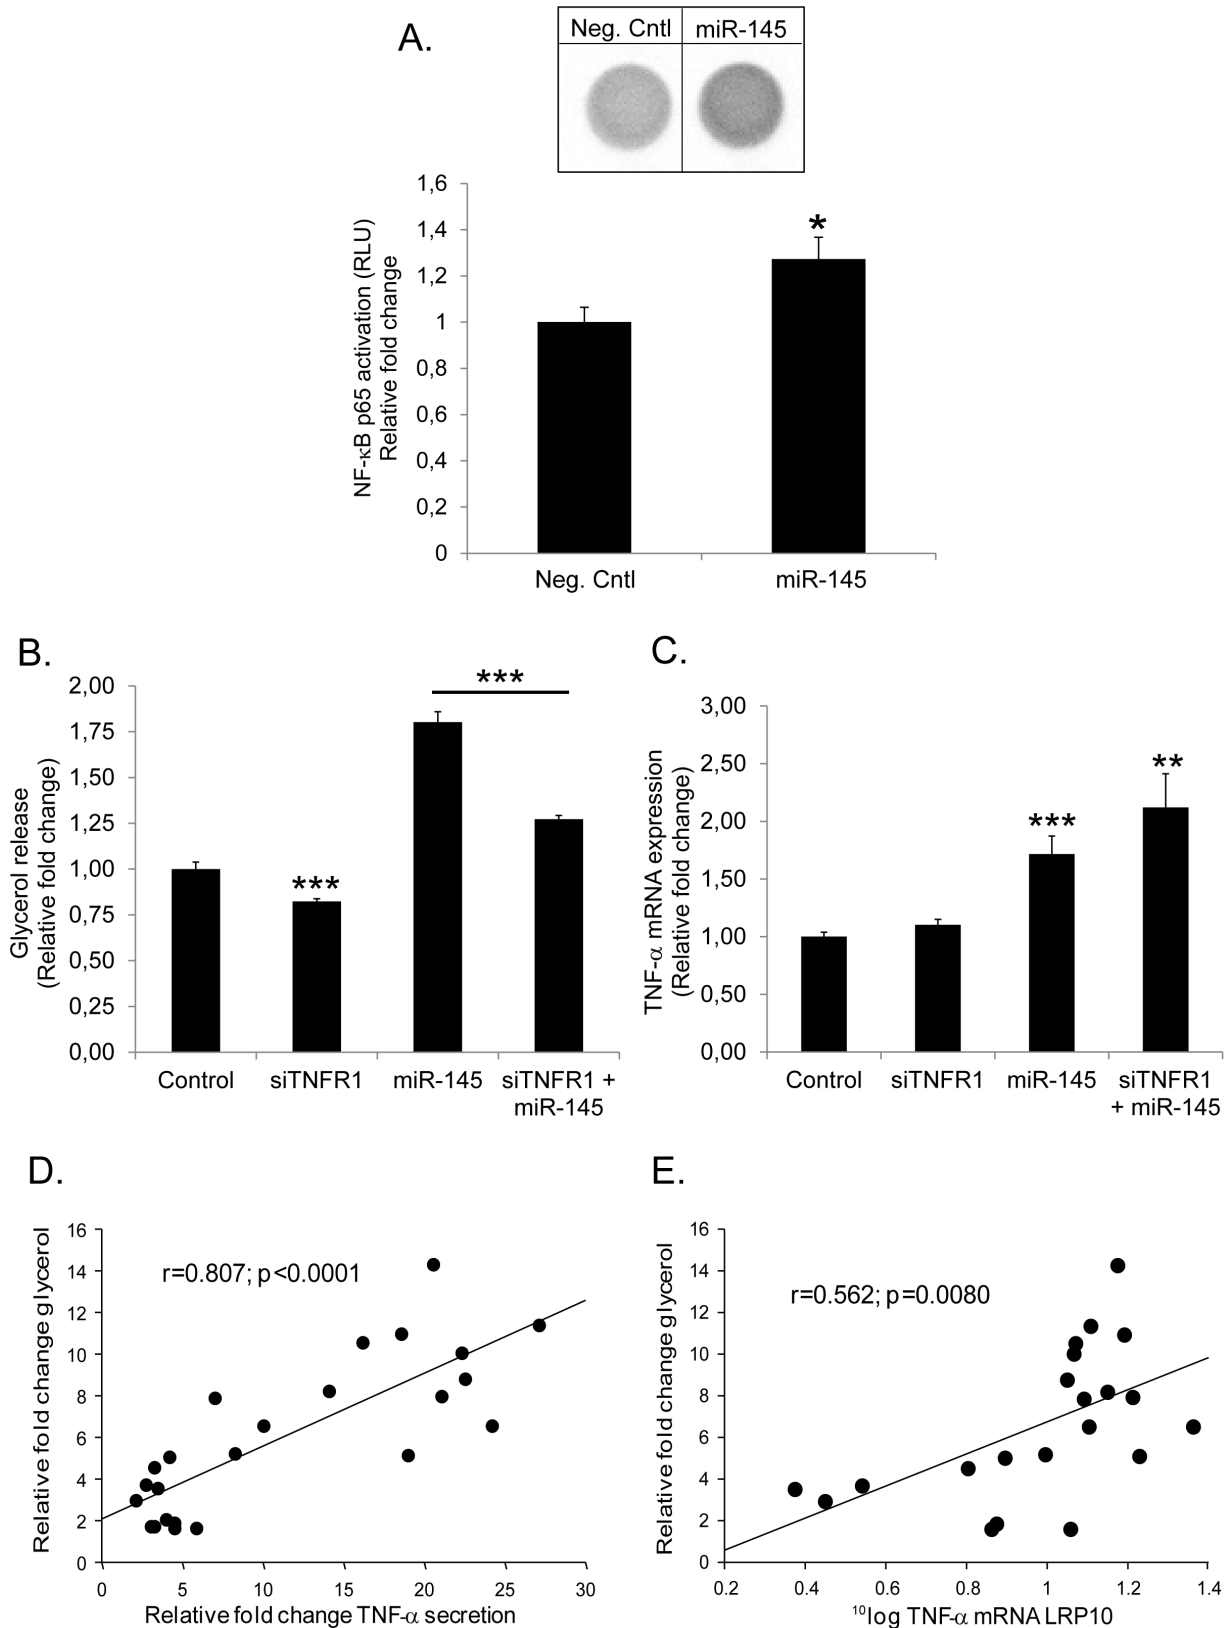 A.
Neg. Cntl miR-145
NF-κB p65 activation (RLU)
Relative fold change
1,6
1,4
*
1,2
1
0,8
0,6
0,4
0,2
0
Neg. Cntl miR-145
B.
Glycerol release
(Relative fold change)
2,00
1,75
1,50
1,25
1,00
0,75
0,50
0,25
0,00
***
***
Control siTNFR1 miR-145 siTNFR1 +
miR-145
C.
TNF-α mRNA expression
(Relative fold change)
3,00
2,50
2,00
1,50
1,00
0,50
0,00
***
**
Control siTNFR1 miR-145 siTNFR1
+ miR-145
D.
Relative fold change glycerol
16
14
12
10
8
6
4
2
0
r=0.807; p<0.0001
0 5 10 15 20 25 30
Relative fold change TNF-α secretion
E.
Relative fold change glycerol
16
14
12
10
8
6
4
2
0
r=0.562; p=0.0080
0.2 0.4 0.6 0.8 1 1.2 1.4
¹⁰log TNF-α mRNA LRP10